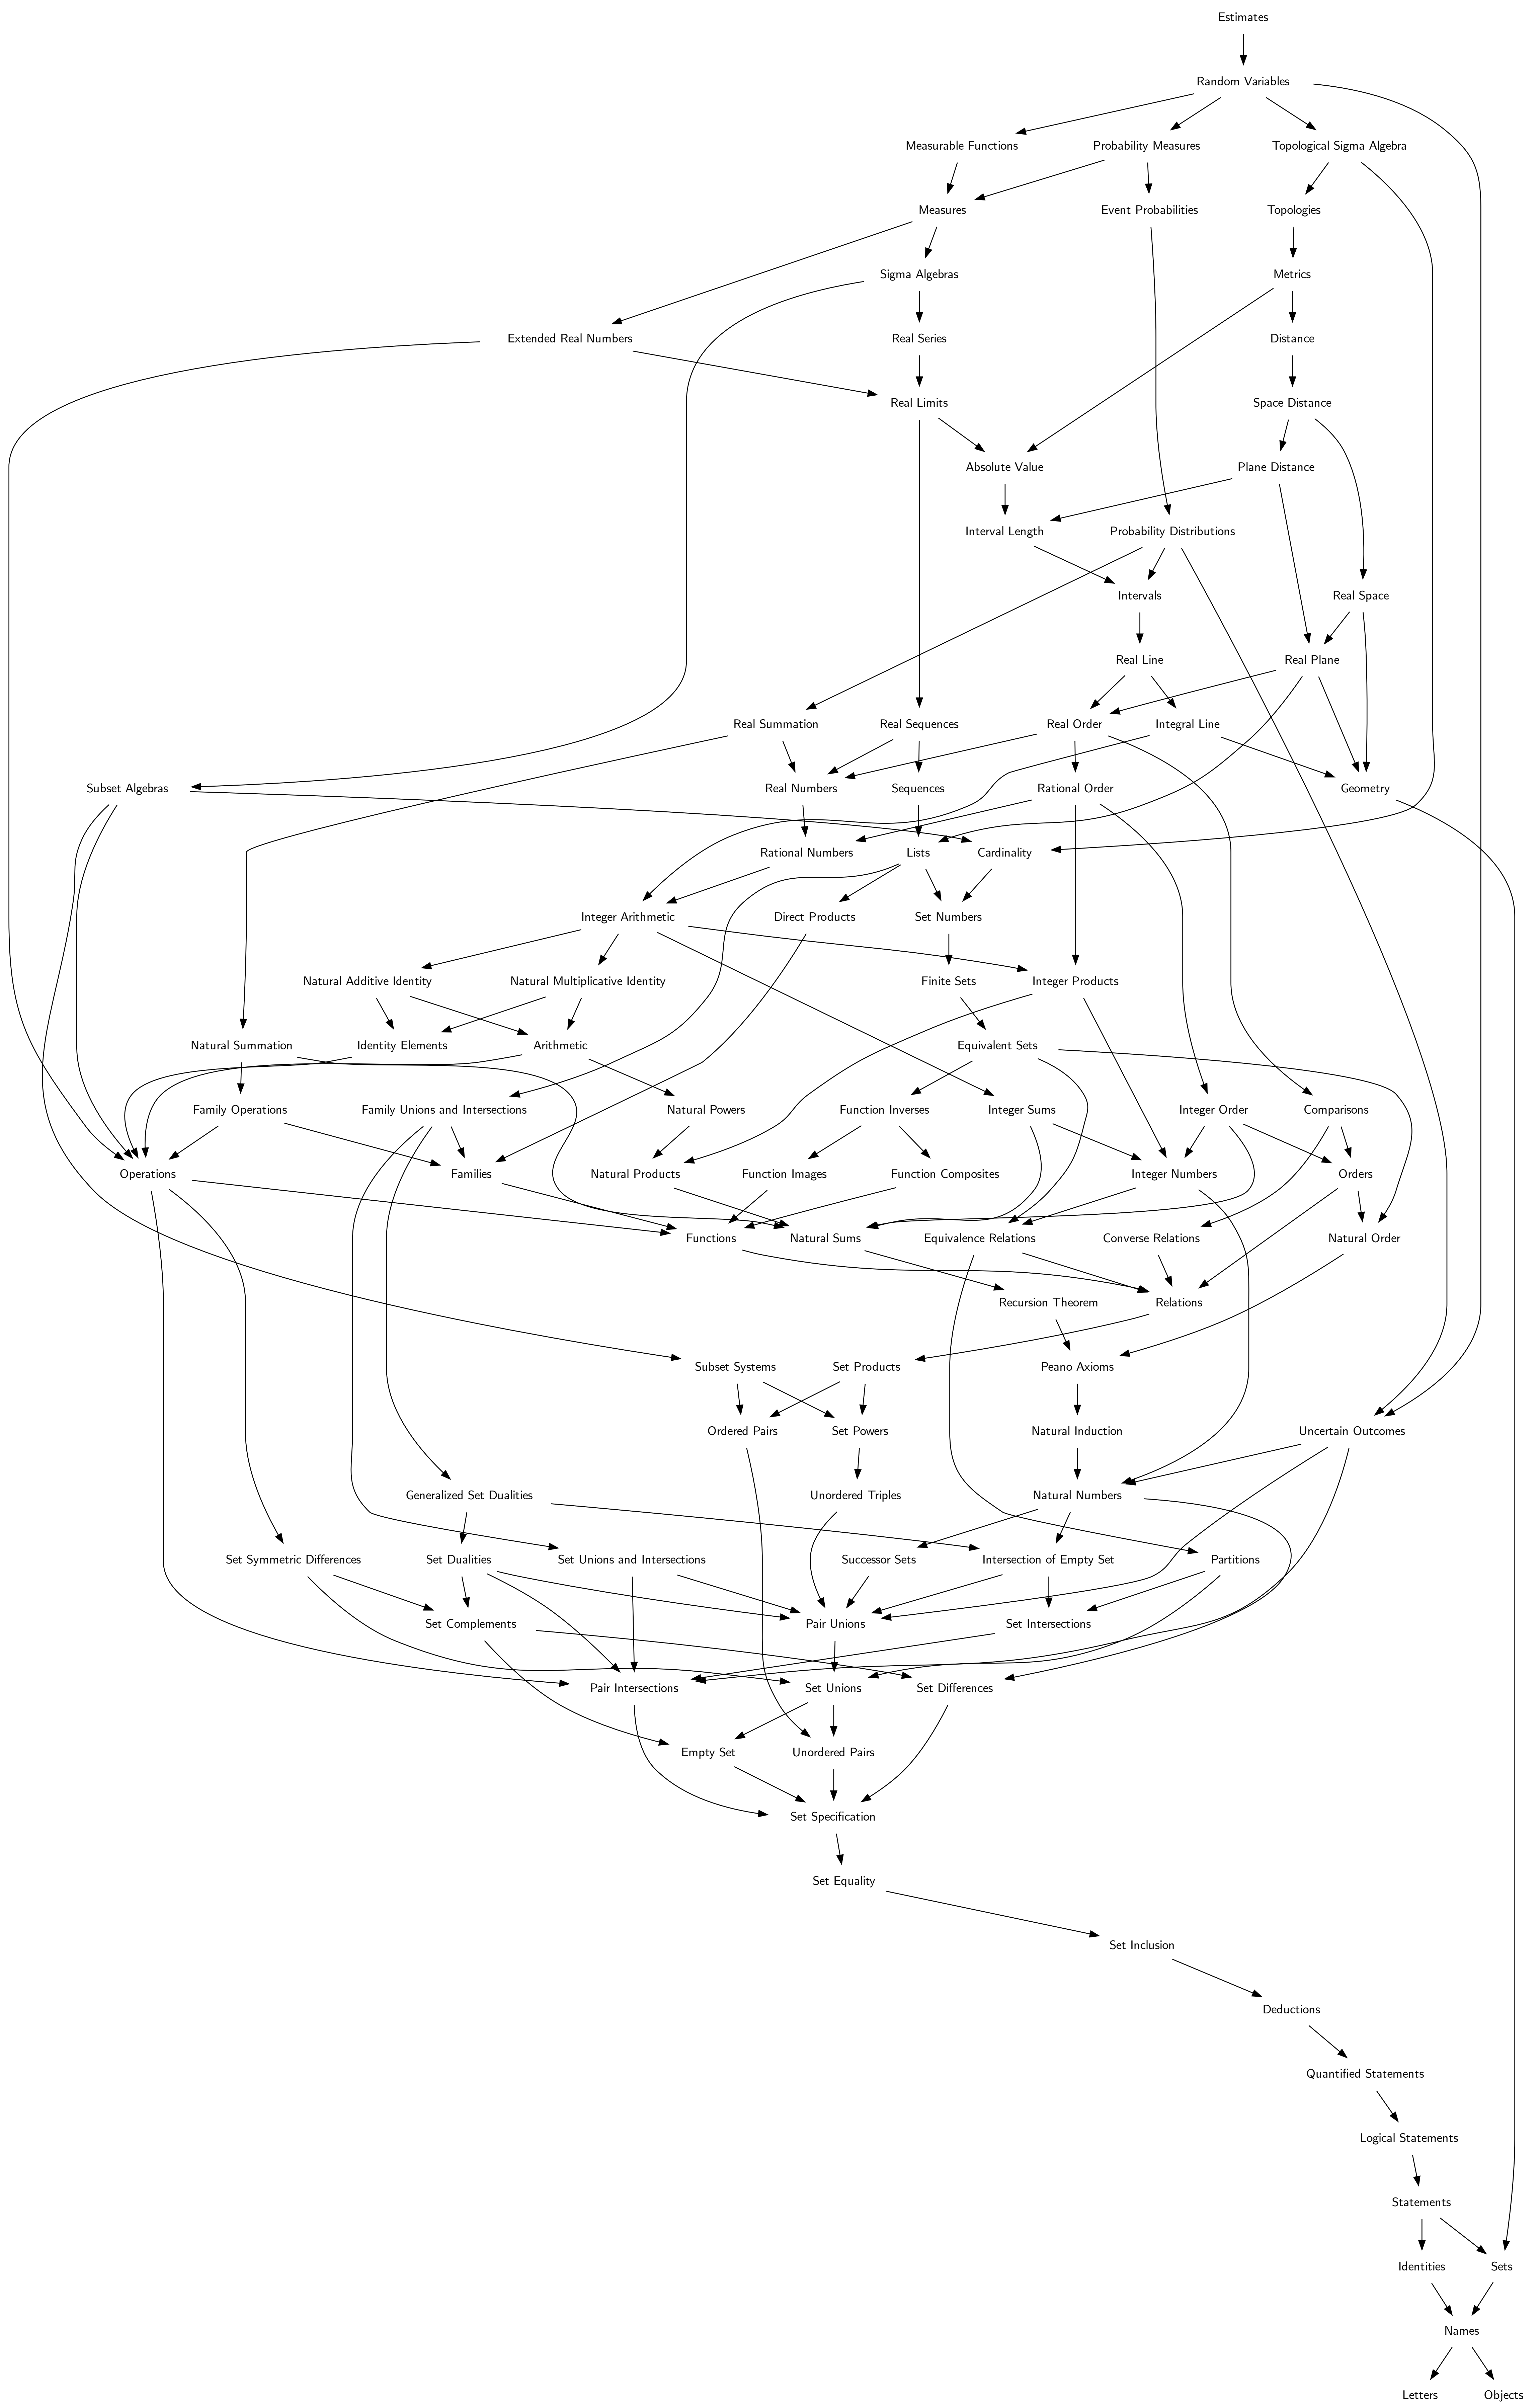 Estimates
Random Variables
Measurable Functions
Probability Measures
Topological Sigma Algebra
Measures
Event Probabilities
Topologies
Sigma Algebras
Metrics
Extended Real Numbers
Real Series
Distance
Real Limits
Space Distance
Absolute Value
Plane Distance
Interval Length
Probability Distributions
Intervals
Real Space
Real Line
Real Plane
Real Summation
Real Sequences
Real Order
Integral Line
Subset Algebras
Real Numbers
Sequences
Rational Order
Geometry
Rational Numbers
Lists
Cardinality
Integer Arithmetic
Direct Products
Set Numbers
Natural Additive Identity
Natural Multiplicative Identity
Finite Sets
Integer Products
Natural Summation
Identity Elements
Arithmetic
Equivalent Sets
Family Operations
Family Unions and Intersections
Natural Powers
Function Inverses
Integer Sums
Integer Order
Comparisons
Operations
Families
Natural Products
Function Images
Function Composites
Integer Numbers
Orders
Functions
Natural Sums
Equivalence Relations
Converse Relations
Natural Order
Recursion Theorem
Relations
Subset Systems
Set Products
Peano Axioms
Ordered Pairs
Set Powers
Natural Induction
Uncertain Outcomes
Generalized Set Dualities
Unordered Triples
Natural Numbers
Set Symmetric Differences
Set Dualities
Set Unions and Intersections
Successor Sets
Intersection of Empty Set
Partitions
Set Complements
Pair Unions
Set Intersections
Pair Intersections
Set Unions
Set Differences
Empty Set
Unordered Pairs
Set Specification
Set Equality
Set Inclusion
Deductions
Quantified Statements
Logical Statements
Statements
Identities
Sets
Names
Letters
Objects